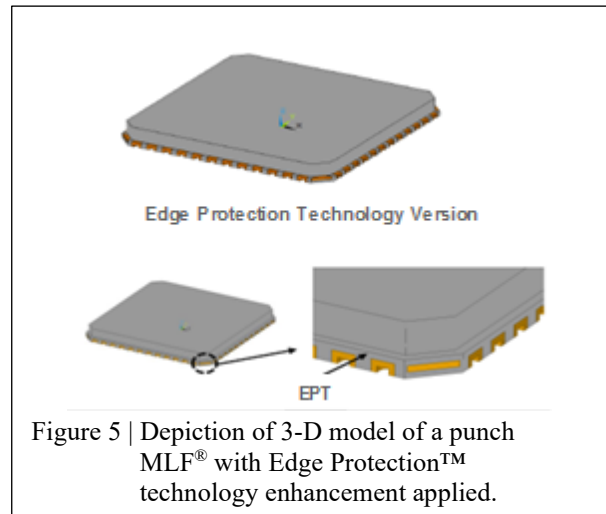 Edge Protection Technology Version
EPT
Figure 5 | Depiction of 3-D model of a punch
MLF® with Edge Protection™
technology enhancement applied.